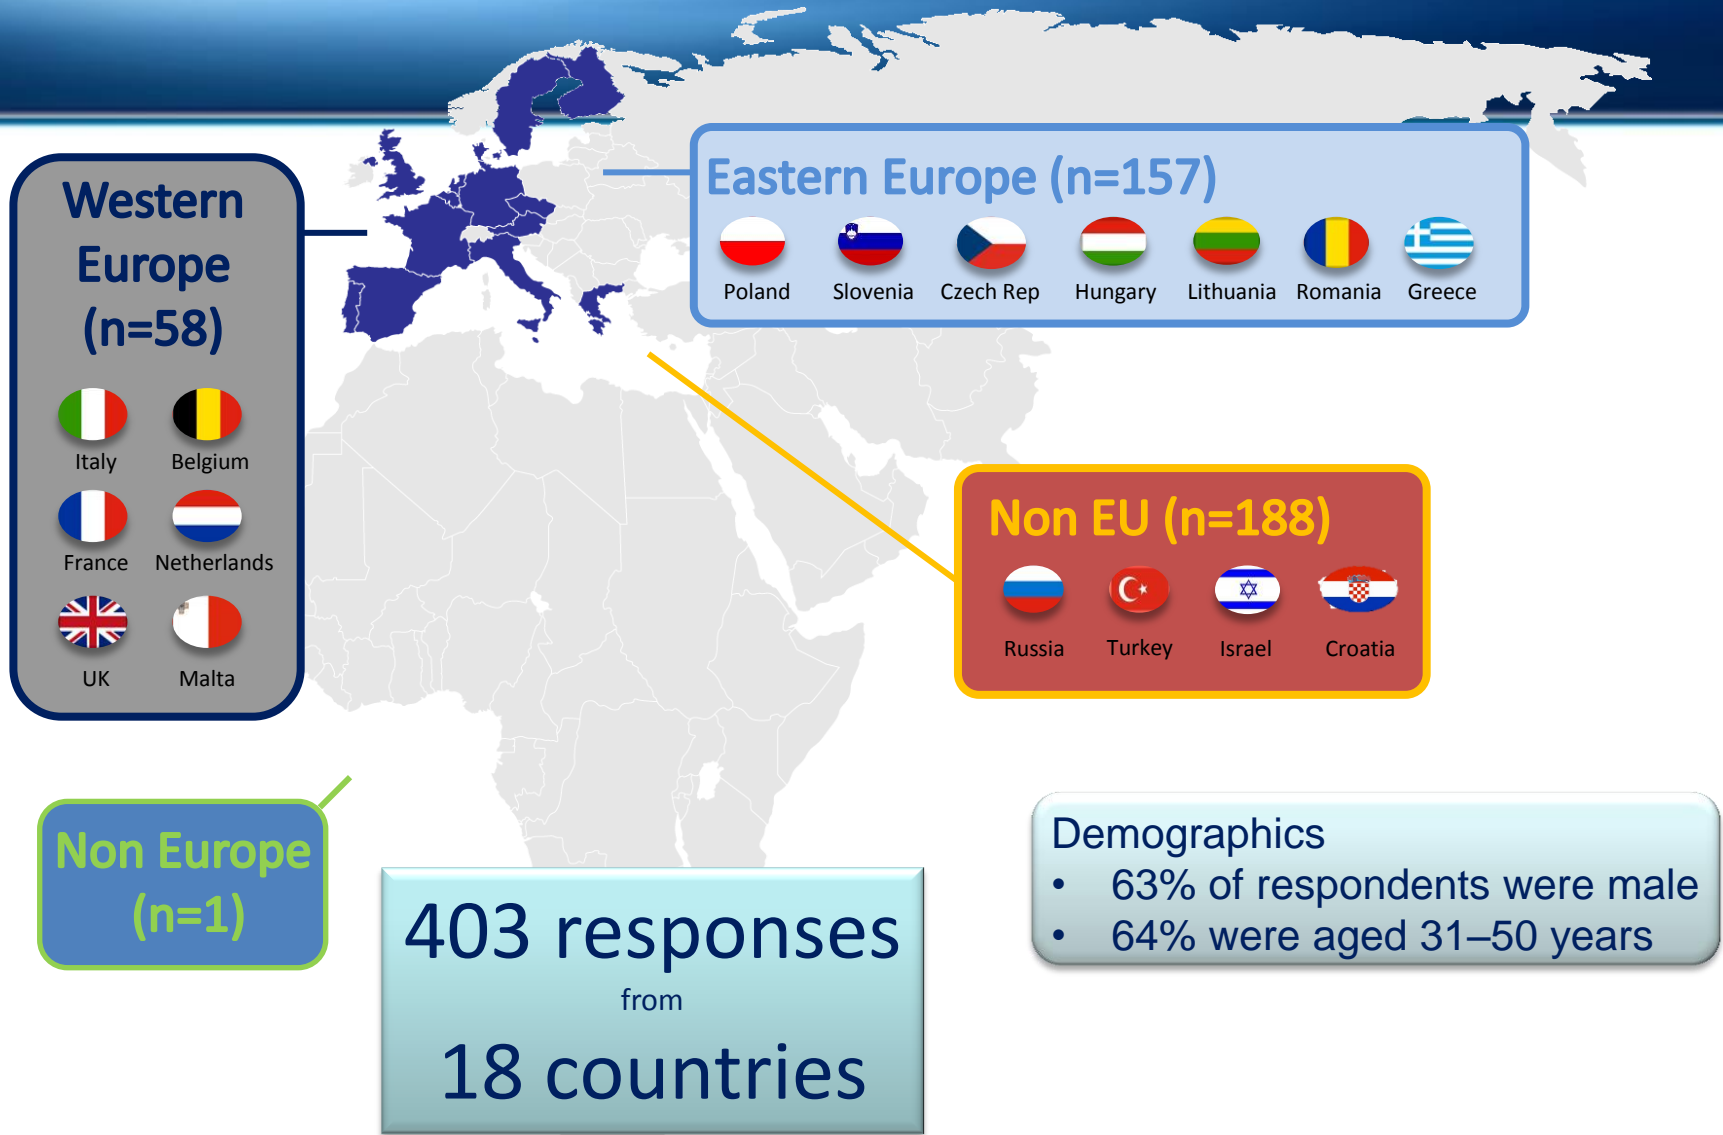 Western
Europe
(n=58)
Italy Belgium
France Netherlands
UK Malta
Eastern Europe (n=157)
Poland Slovenia Czech Rep Hungary Lithuania Romania Greece
Non EU (n=188)
Russia Turkey Israel Croatia
Non Europe
(n=1)
403 responses
from
18 countries
Demographics
• 63% of respondents were male
• 64% were aged 31–50 years